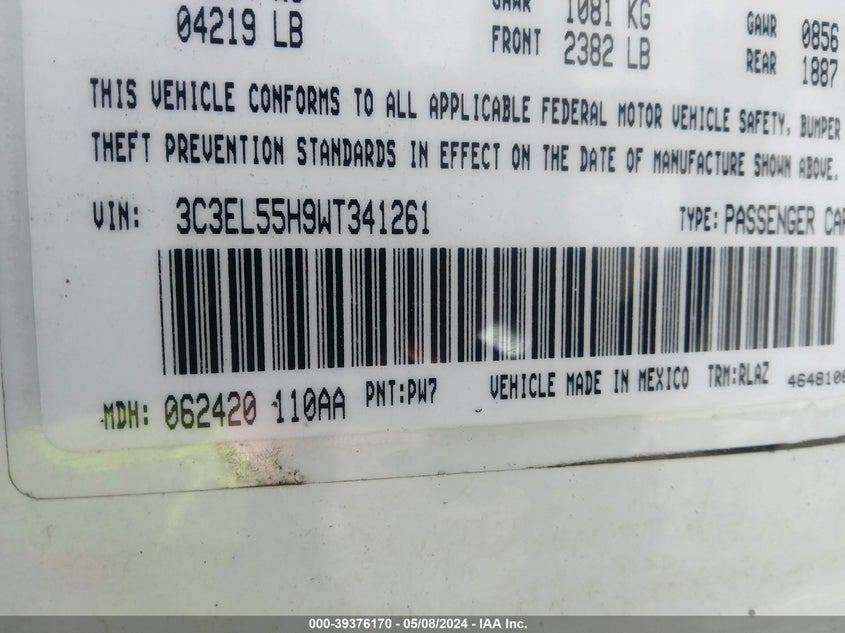 04219 LB
GAWR 1081 KG
FRONT 2382 LB
GAWR 0856
REAR 1887
THIS VEHICLE CONFORMS TO ALL APPLICABLE FEDERAL MOTOR VEHICLE SAFETY, BUMPER
THEFT PREVENTION STANDARDS IN EFFECT ON THE DATE OF MANUFACTURE SHOWN ABOVE.
VIN: 3C3EL55H9WT341261 TYPE: PASSENGER CAR
MDH: 062420 110AA PNT:PW7 VEHICLE MADE IN MEXICO TRM:RLAZ 4648106
000-39376170 - 05/08/2024 - IAA Inc.